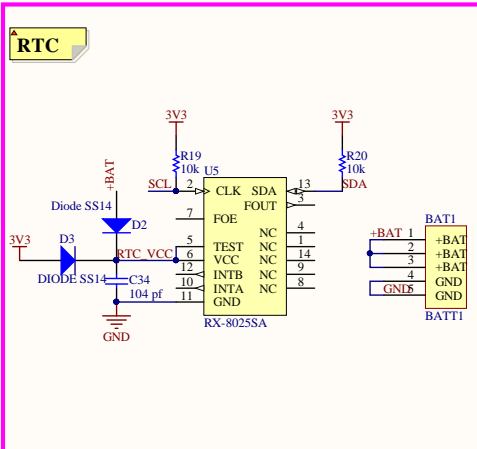 RTC
3V3
3V3
R19
10k
R20
10k
U5
SCL
2
CLK
SDA
13
SDA
FOUT
3
+BAT
Diode SS14
D2
7
FOE
NC
4
3V3
D3
RTC_VCC
5
TEST
NC
1
6
VCC
NC
14
DIODE SS14
C34
104 pf
12
INTB
NC
9
10
INTA
NC
8
11
GND
RX-8025SA
GND
BAT1
+BAT
1
+BAT
2
+BAT
3
+BAT
4
GND
GND
5
GND
BATT1